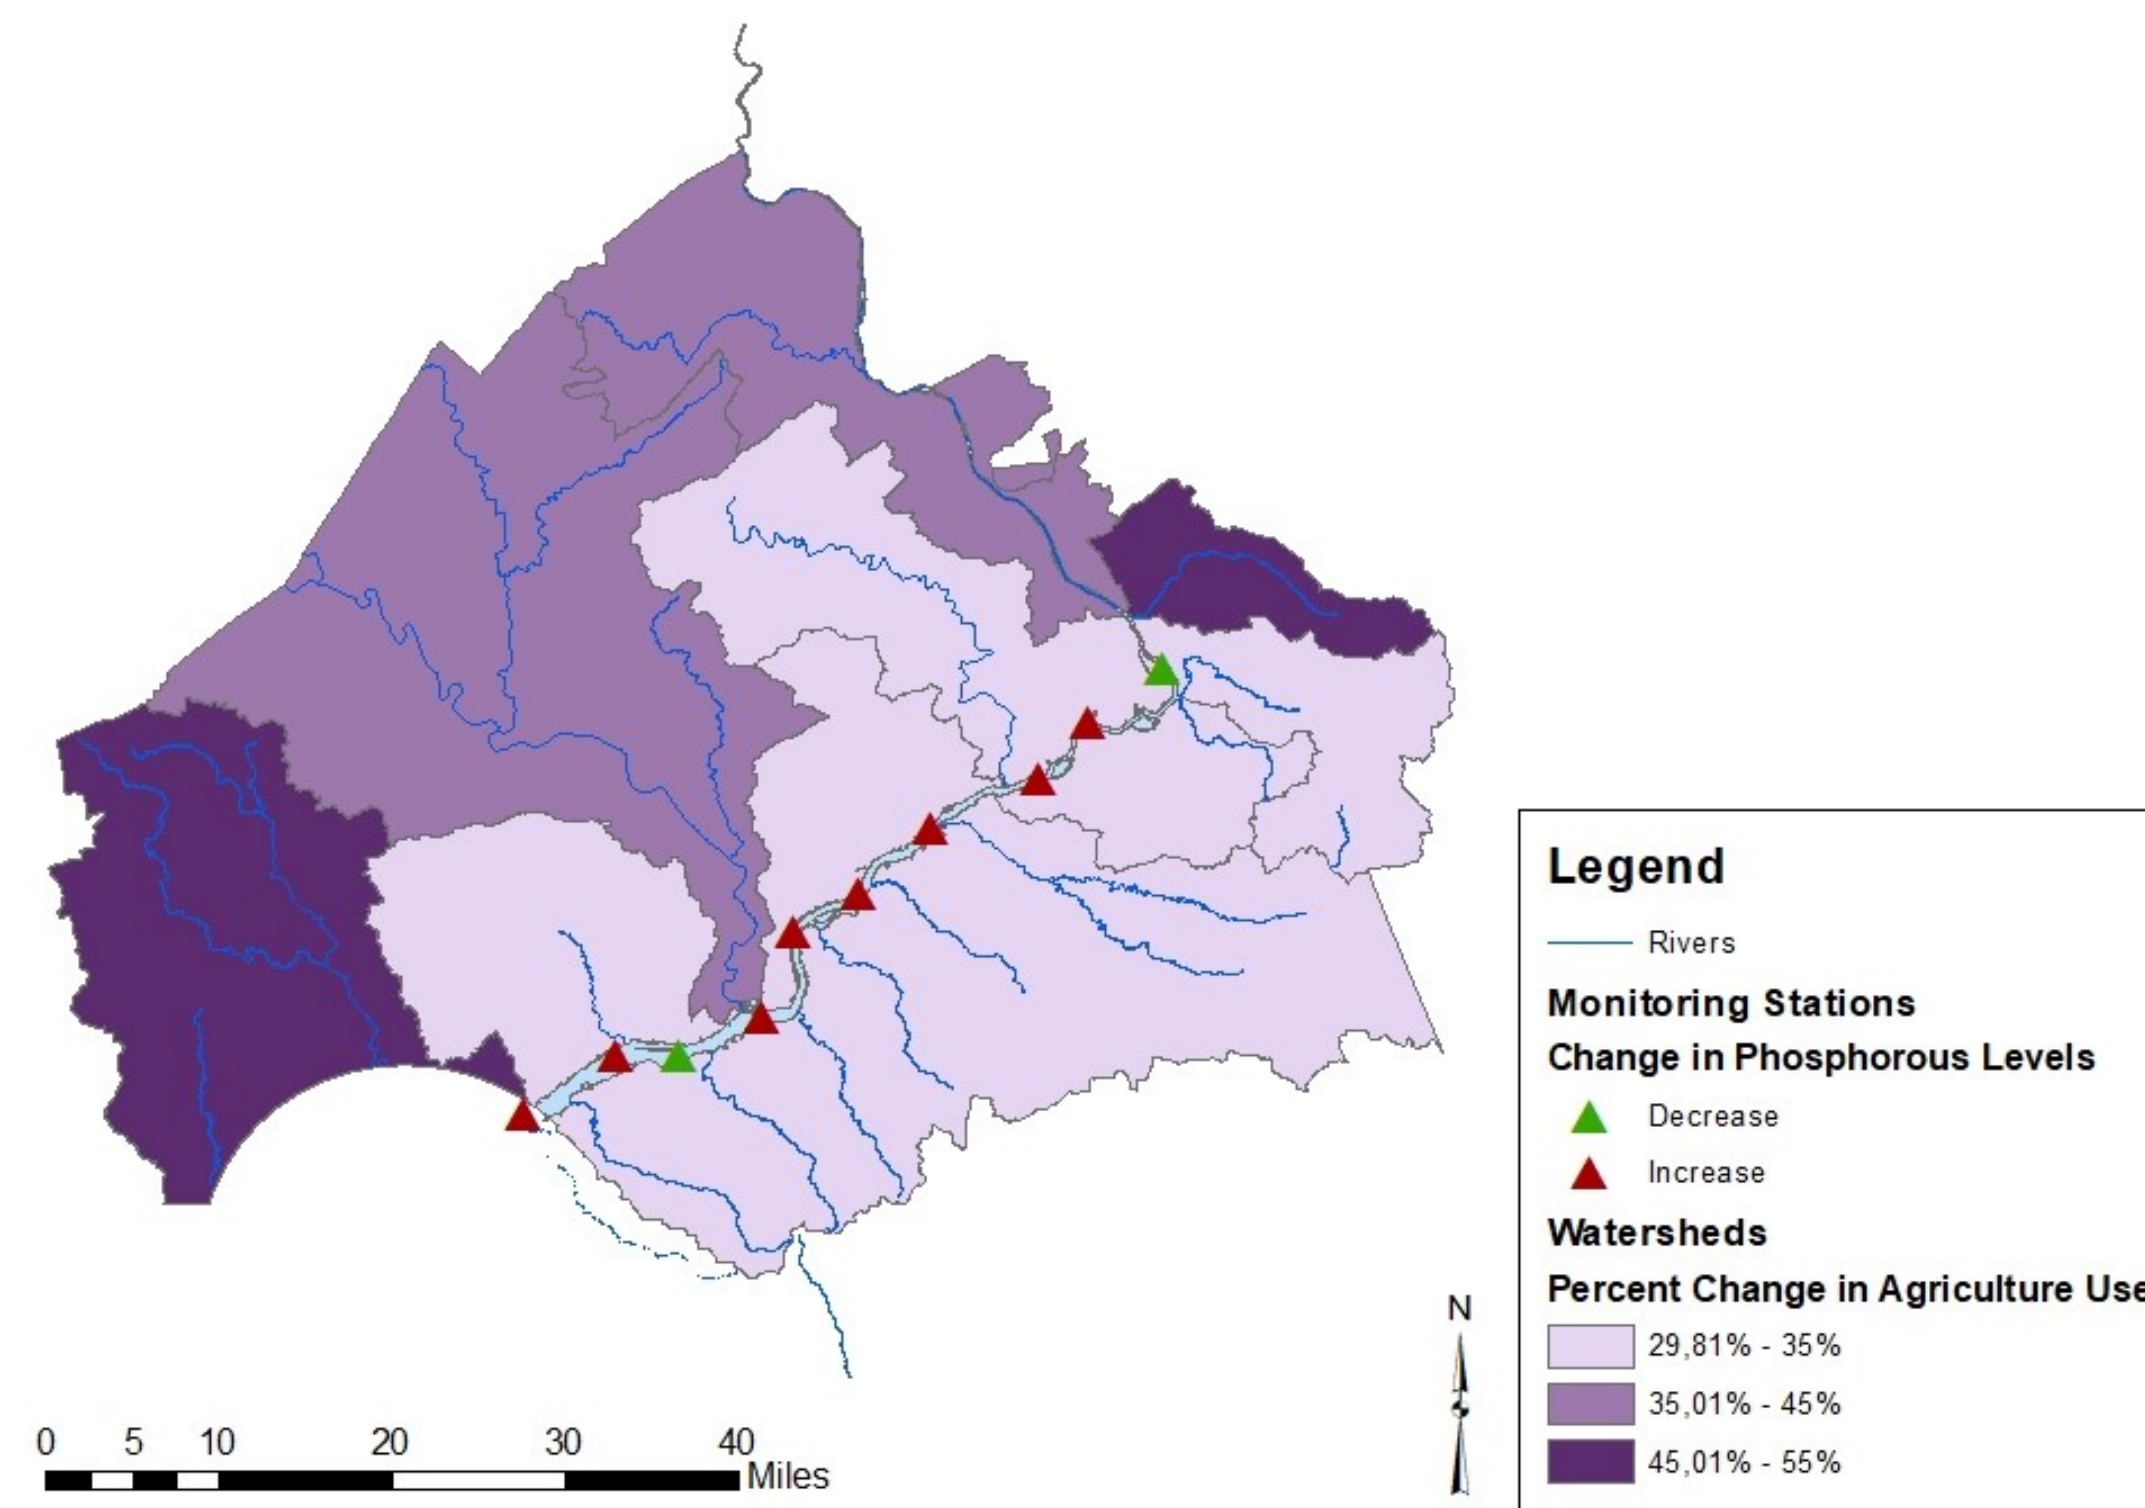 Legend
Rivers
Monitoring Stations
Change in Phosphorous Levels
Decrease
Increase
Watersheds
Percent Change in Agriculture Use
29,81% - 35%
35,01% - 45%
45,01% - 55%
N
0 5 10 20 30 40
Miles